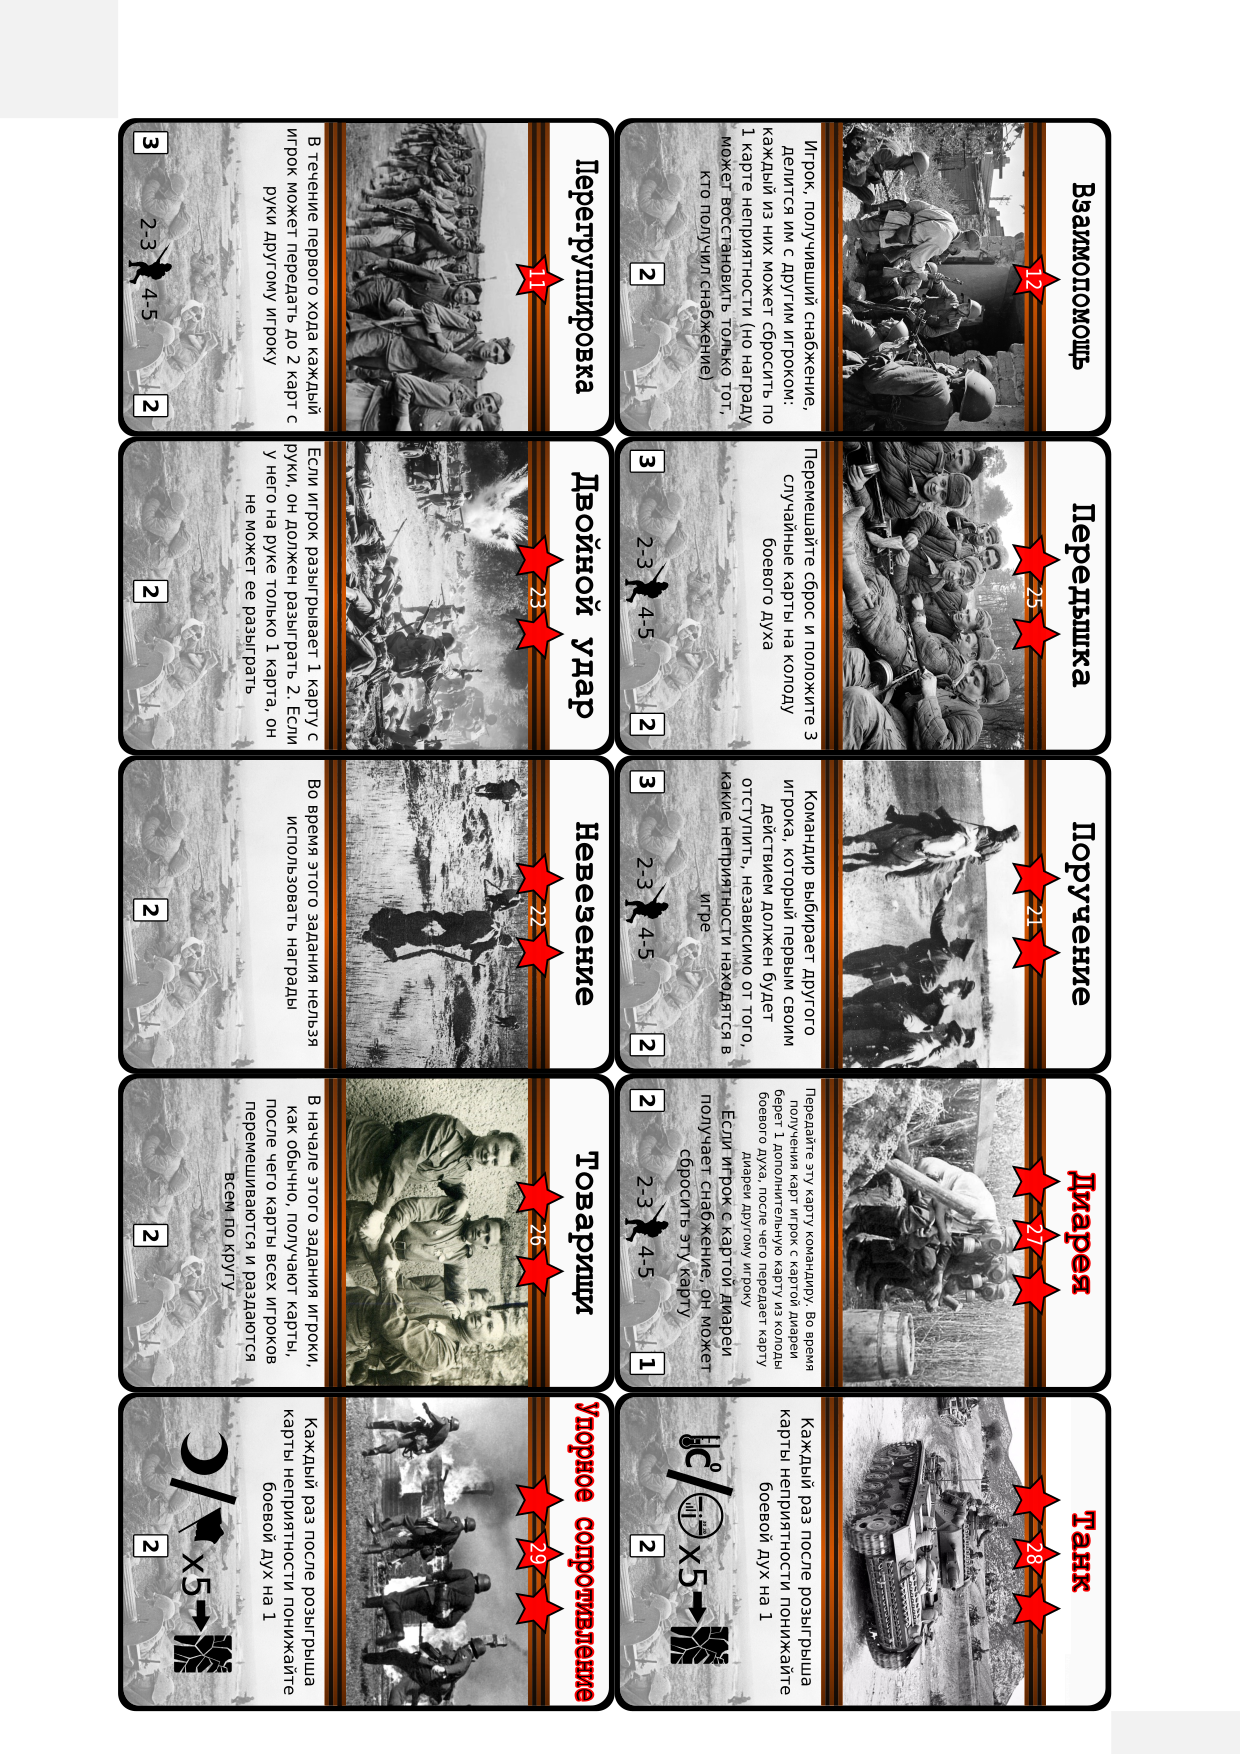 Взаимопомощь
12
Игрок, получивший снабжение,
делится им с другим игроком:
каждый из них может сбросить по
1 карте неприятности (но награду
может восстановить только тот,
кто получил снабжение)
2
Передышка
25
Перемешайте сброс и положите 3
случайные карты на колоду
боевого духа
3
2-3 4-5
2
Поручение
21
Командир выбирает другого
игрока, который первым своим
действием должен будет
отступить, независимо от того,
какие неприятности находятся в
игре
3
2-3 4-5
2
Диарея
27
Передайте эту карту командиру. Во время
получения карт игрок с картой диареи
берет 1 дополнительную карту из колоды
боевого духа, после чего передает карту
диареи другому игроку
Если игрок с картой диареи
получает снабжение, он может
сбросить эту карту
2
2-3 4-5
1
Танк
28
Каждый раз после розыгрыша
карты неприятности понижайте
боевой дух на 1
°C/ x5
2
Перегруппировка
11
В течение первого хода каждый
игрок может передать до 2 карт с
руки другому игроку
3
2-3 4-5
2
Двойной удар
23
Если игрок разыгрывает 1 карту с
руки, он должен разыграть 2. Если
у него на руке только 1 карта, он
не может ее разыграть
2
Невезение
22
Во время этого задания нельзя
использовать награды
2
Товарищи
26
В начале этого задания игроки,
как обычно, получают карты,
после чего карты всех игроков
перемешиваются и раздаются
всем по кругу
2
Упорное сопротивление
29
Каждый раз после розыгрыша
карты неприятности понижайте
боевой дух на 1
/ x5
2